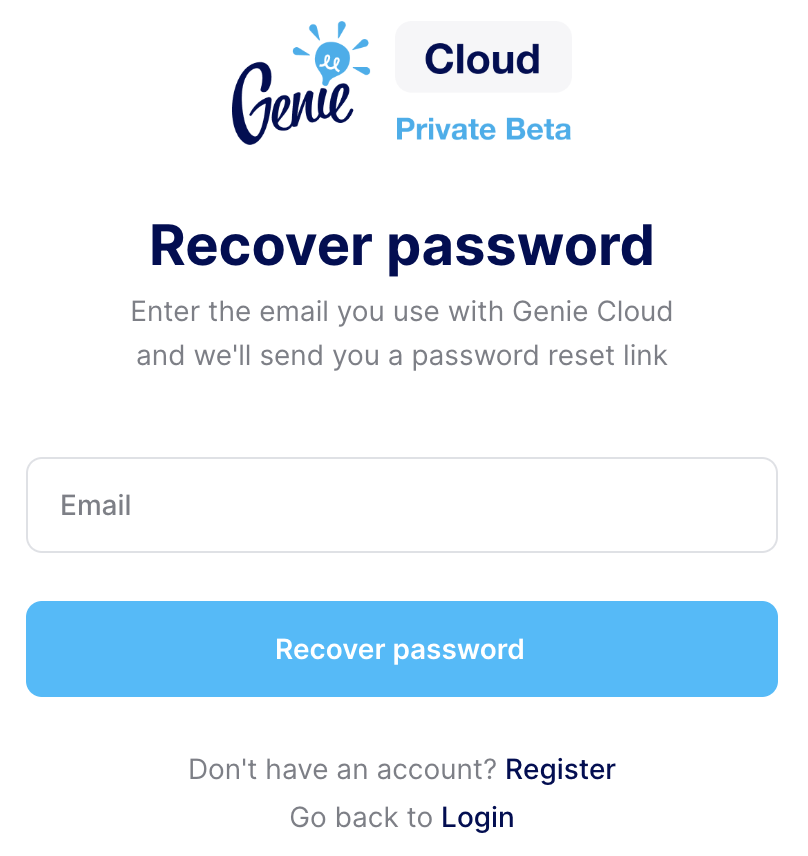 Genie
Cloud
Private Beta
Recover password
Enter the email you use with Genie Cloud
and we'll send you a password reset link
Email
Recover password
Don't have an account? Register
Go back to Login